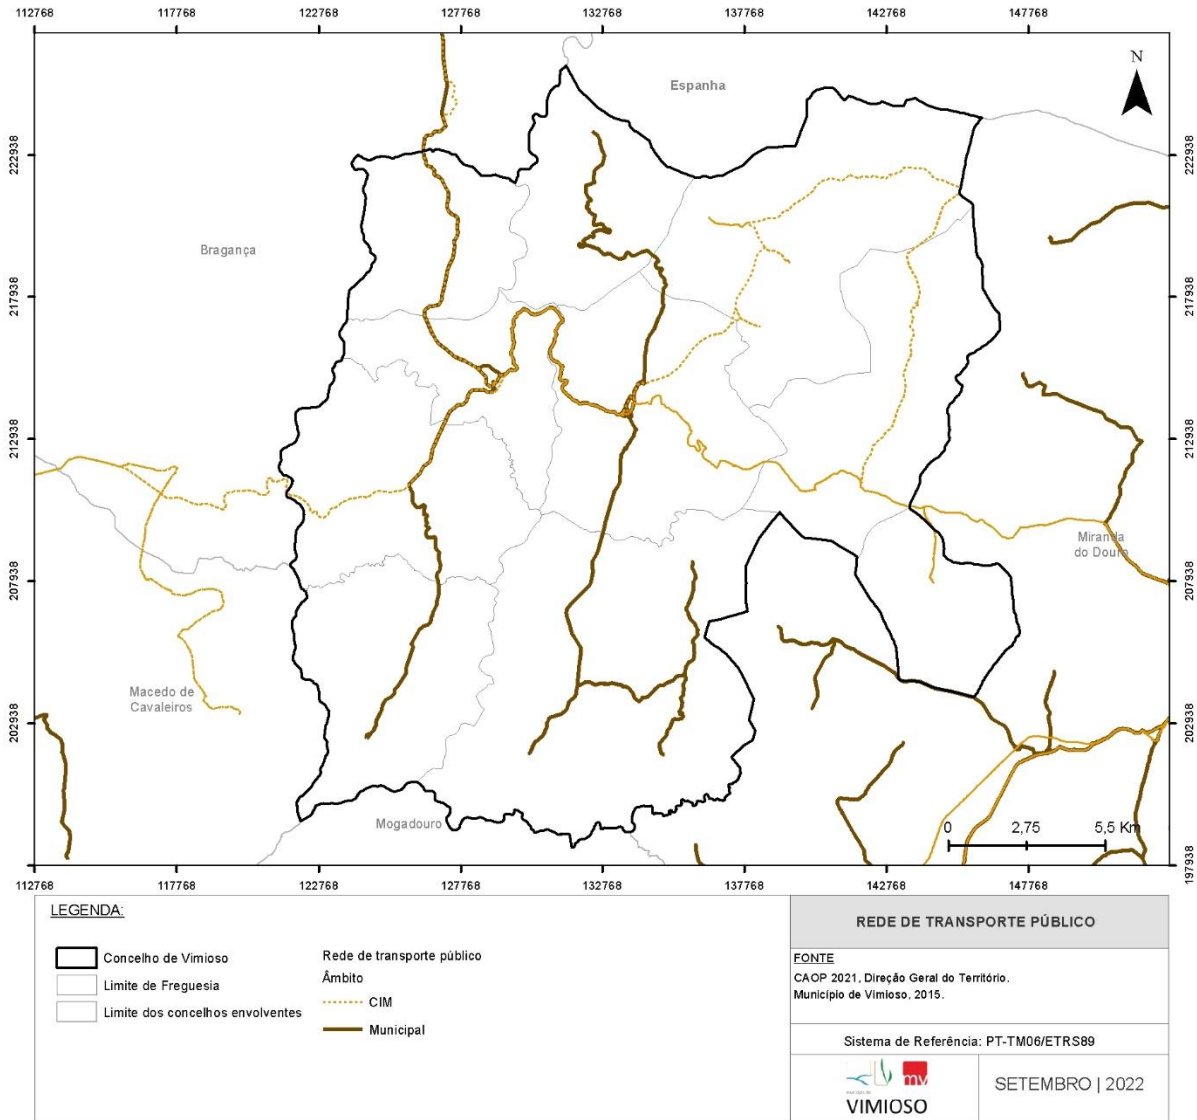 112768 117768 122768 127768 132768 137768 142768 147768
N
Espanha
222938 222938
Bragança
217938 217938
212938 212938
Miranda
do Douro
207938 207938
Macedo de
Cavaleiros
202938 202938
Mogadouro
0 2,75 5,5 Km
197938
112768 117768 122768 127768 132768 137768 142768 147768
LEGENDA:
Concelho de Vimioso
Limite de Freguesia
Limite dos concelhos envolventes
Rede de transporte público
Âmbito
CIM
Municipal
REDE DE TRANSPORTE PÚBLICO
FONTE
CAOP 2021, Direção Geral do Território.
Município de Vimioso, 2015.
Sistema de Referência: PT-TM06/ETRS89
mv
VIMIOSO
SETEMBRO | 2022